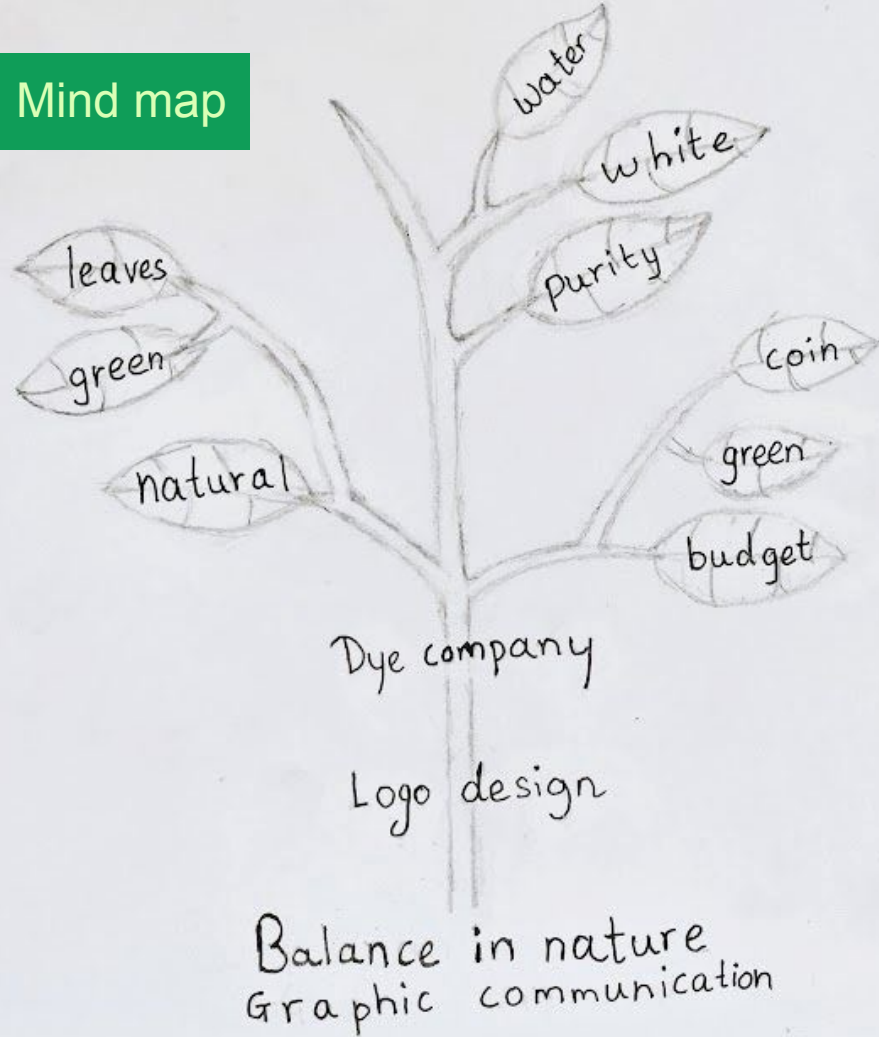 Mind map
water
white
purity
leaves
green
natural
coin
green
budget
Dye company
Logo design
Balance in nature
Graphic communication